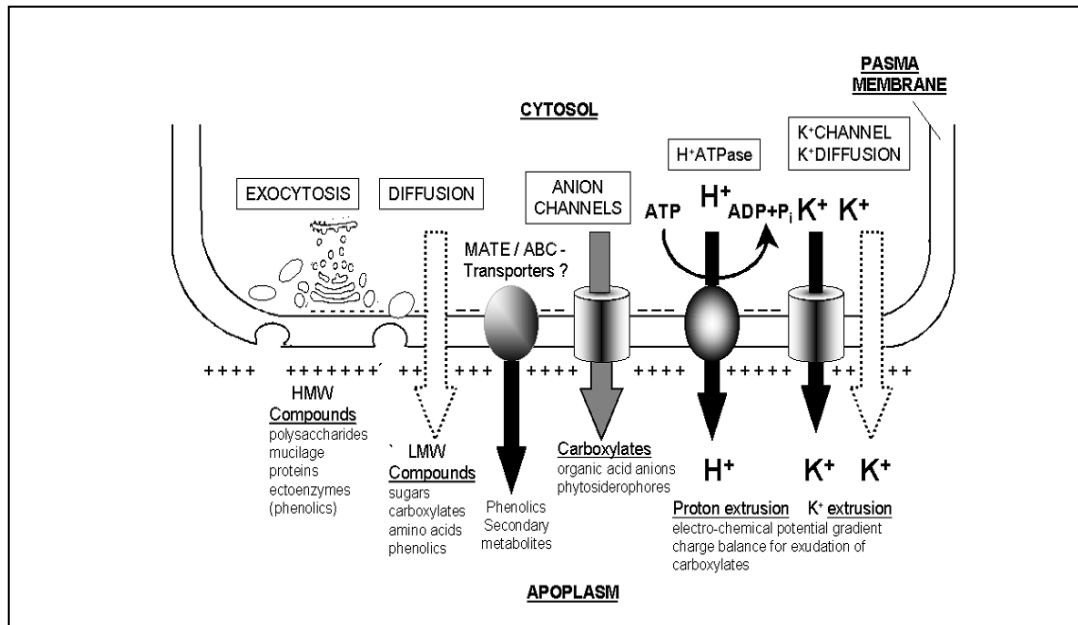 PASMA
MEMBRANE
CYTOSOL
K⁺CHANNEL
K⁺DIFFUSION
H⁺ATPase
EXOCYTOSIS
DIFFUSION
ANION
CHANNELS
MATE / ABC -
Transporters ?
ATP
H⁺
ADP+Pᵢ
K⁺ K⁺
- - - - - - - - - - - - - - - - - - - -
++++ +++++++ ++ ++++ ++++ ++++ +++++ ++ ++
HMW
Compounds
polysaccharides
mucilage
proteins
ectoenzymes
(phenolics)
` LMW
Compounds
sugars
carboxylates
amino acids
phenolics
Phenolics
Secondary
metabolites
Carboxylates
organic acid anions
phytosiderophores
H⁺
K⁺ K⁺
Proton extrusion K⁺ extrusion
electro-chemical potential gradient
charge balance for exudation of
carboxylates
APOPLASM